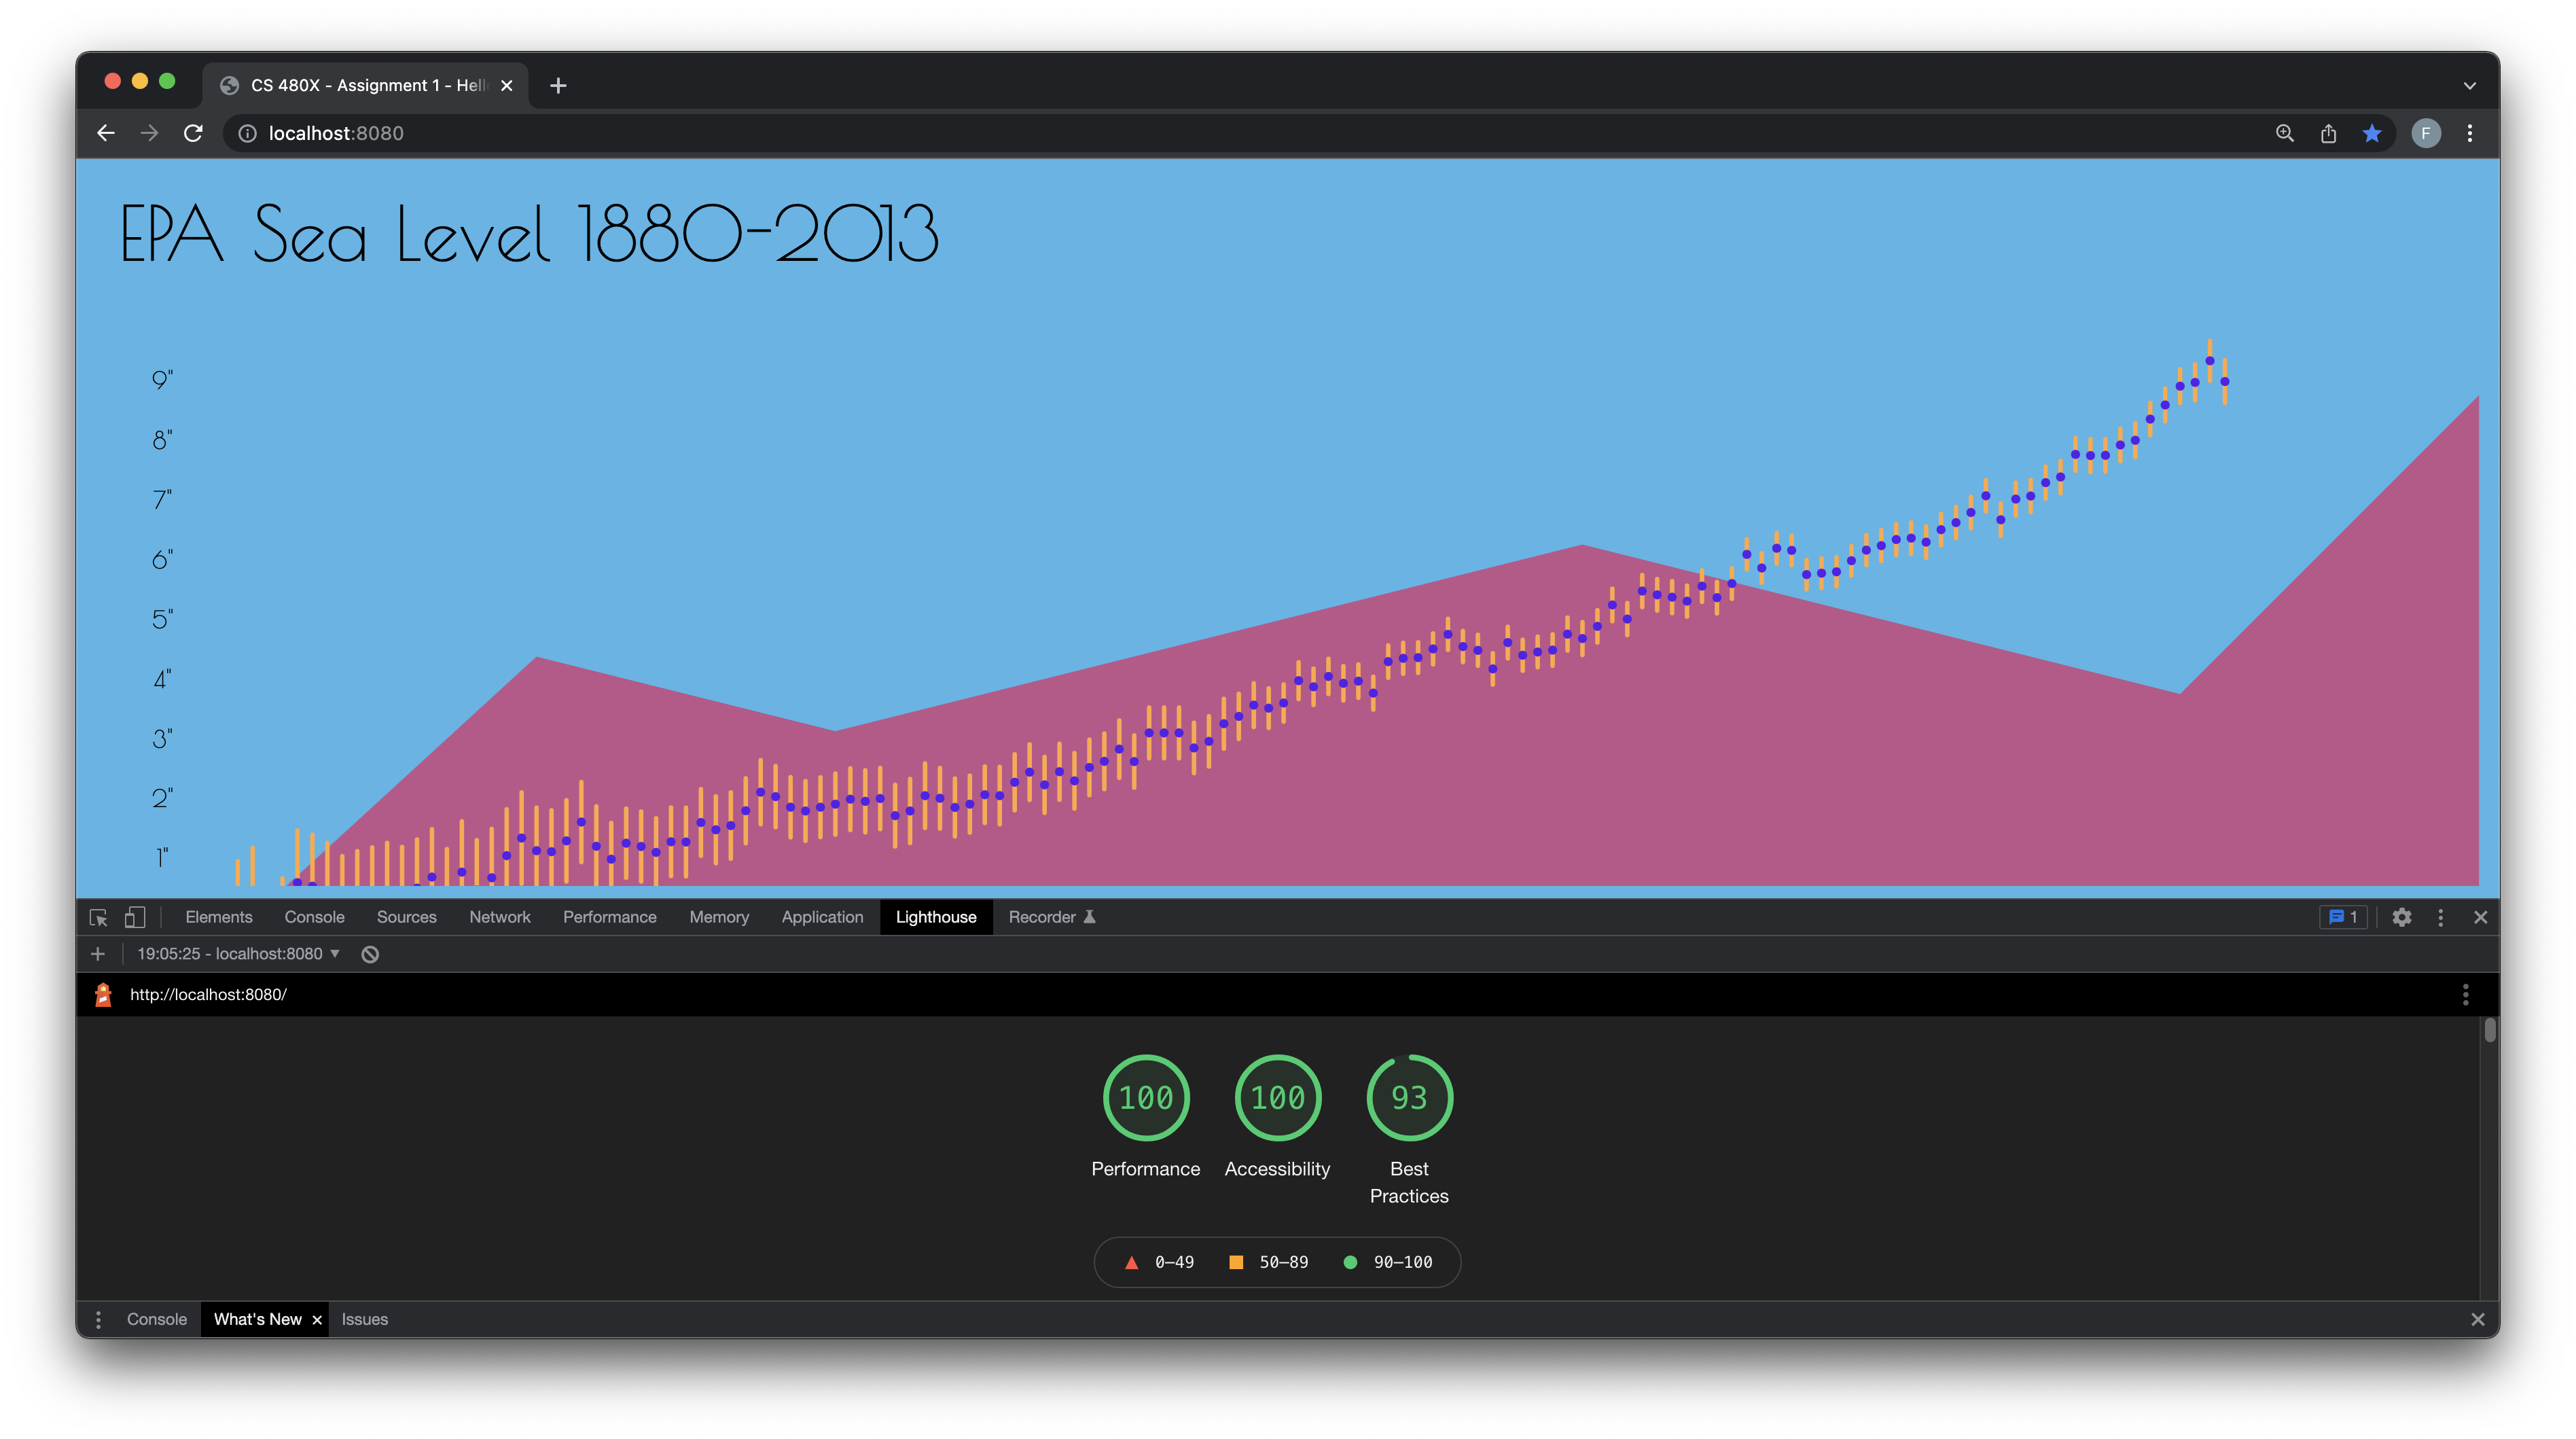 CS 480X - Assignment 1 - Hell
localhost:8080
F
EPA Sea Level 1880-2013
9"
8"
7"
6"
5"
4"
3"
2"
1"
Elements Console Sources Network Performance Memory Application Lighthouse Recorder 1
19:05:25 - localhost:8080
http://localhost:8080/
100 100 93
Performance Accessibility Best
Practices
0–49 50–89 90–100
Console What's New Issues